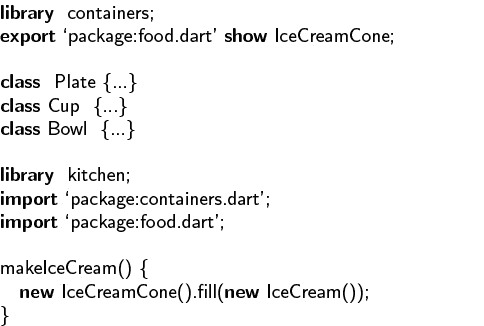 library containers;
export ‘package:food.dart’ show IceCreamCone;
class Plate {...}
class Cup {...}
class Bowl {...}
library kitchen;
import ‘package:containers.dart’;
import ‘package:food.dart’;
makeIceCream() {
new IceCreamCone().fill(new IceCream());
}